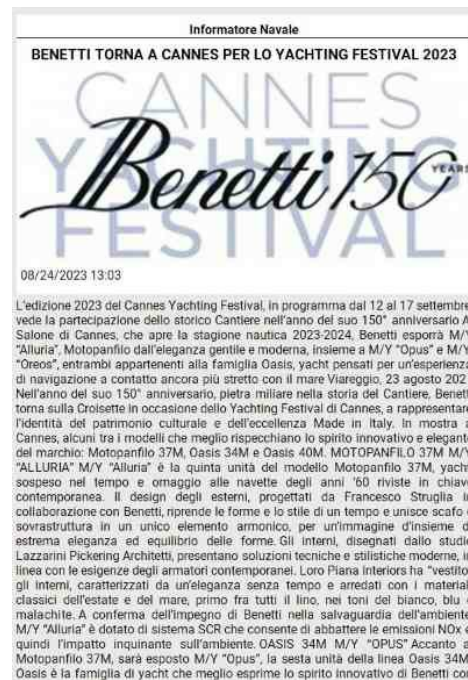 Informatore Navale
BENETTI TORNA A CANNES PER LO YACHTING FESTIVAL 2023
CANNES
YACHTING
FESTIVAL
Benetti 150 YEARS
08/24/2023 13:03
L'edizione 2023 del Cannes Yachting Festival, in programma dal 12 al 17 settembre,
vede la partecipazione dello storico Cantiere nell'anno del suo 150° anniversario A
Salone di Cannes, che apre la stagione nautica 2023-2024, Benetti esporrà M/Y
"Alluria", Motopanfilo dall'eleganza gentile e moderna, insieme a M/Y "Opus" e M/Y
"Oreos", entrambi appartenenti alla famiglia Oasis, yacht pensati per un'esperienza
di navigazione a contatto ancora più stretto con il mare Viareggio, 23 agosto 202
Nell'anno del suo 150° anniversario, pietra miliare nella storia del Cantiere, Benett
torna sulla Croisette in occasione dello Yachting Festival di Cannes, a rappresentare
l'identità del patrimonio culturale e dell'eccellenza Made in Italy. In mostra a
Cannes, alcuni tra i modelli che meglio rispecchiano lo spirito innovativo e elegante
del marchio: Motopanfilo 37M, Oasis 34M e Oasis 40M. MOTOPANFILO 37M M/Y
"ALLURIA" M/Y "Alluria" è la quinta unità del modello Motopanfilo 37M, yacht
sospeso nel tempo e omaggio alle navette degli anni '60 riviste in chiave
contemporanea. Il design degli esterni, progettati da Francesco Struglia in
collaborazione con Benetti, riprende le forme e lo stile di un tempo e unisce scafo e
sovrastruttura in un unico elemento armonico, per un'immagine d'insieme d
estrema eleganza ed equilibrio delle forme. Gli interni, disegnati dallo studio
Lazzarini Pickering Architetti, presentano soluzioni tecniche e stilistiche moderne, in
linea con le esigenze degli armatori contemporanei. Loro Piana Interiors ha "vestito"
gli interni, caratterizzati da un'eleganza senza tempo e arredati con i material
classici dell'estate e del mare, primo fra tutti il lino, nei toni del bianco, blu e
malachite. A conferma dell'impegno di Benetti nella salvaguardia dell'ambiente
M/Y "Alluria" è dotato di sistema SCR che consente di abbattere le emissioni NOx e
quindi l'impatto inquinante sull'ambiente. OASIS 34M M/Y "OPUS" Accanto a
Motopanfilo 37M, sarà esposto M/Y "Opus", la sesta unità della linea Oasis 34M.
Oasis è la famiglia di yacht che meglio esprime lo spirito innovativo di Benetti con